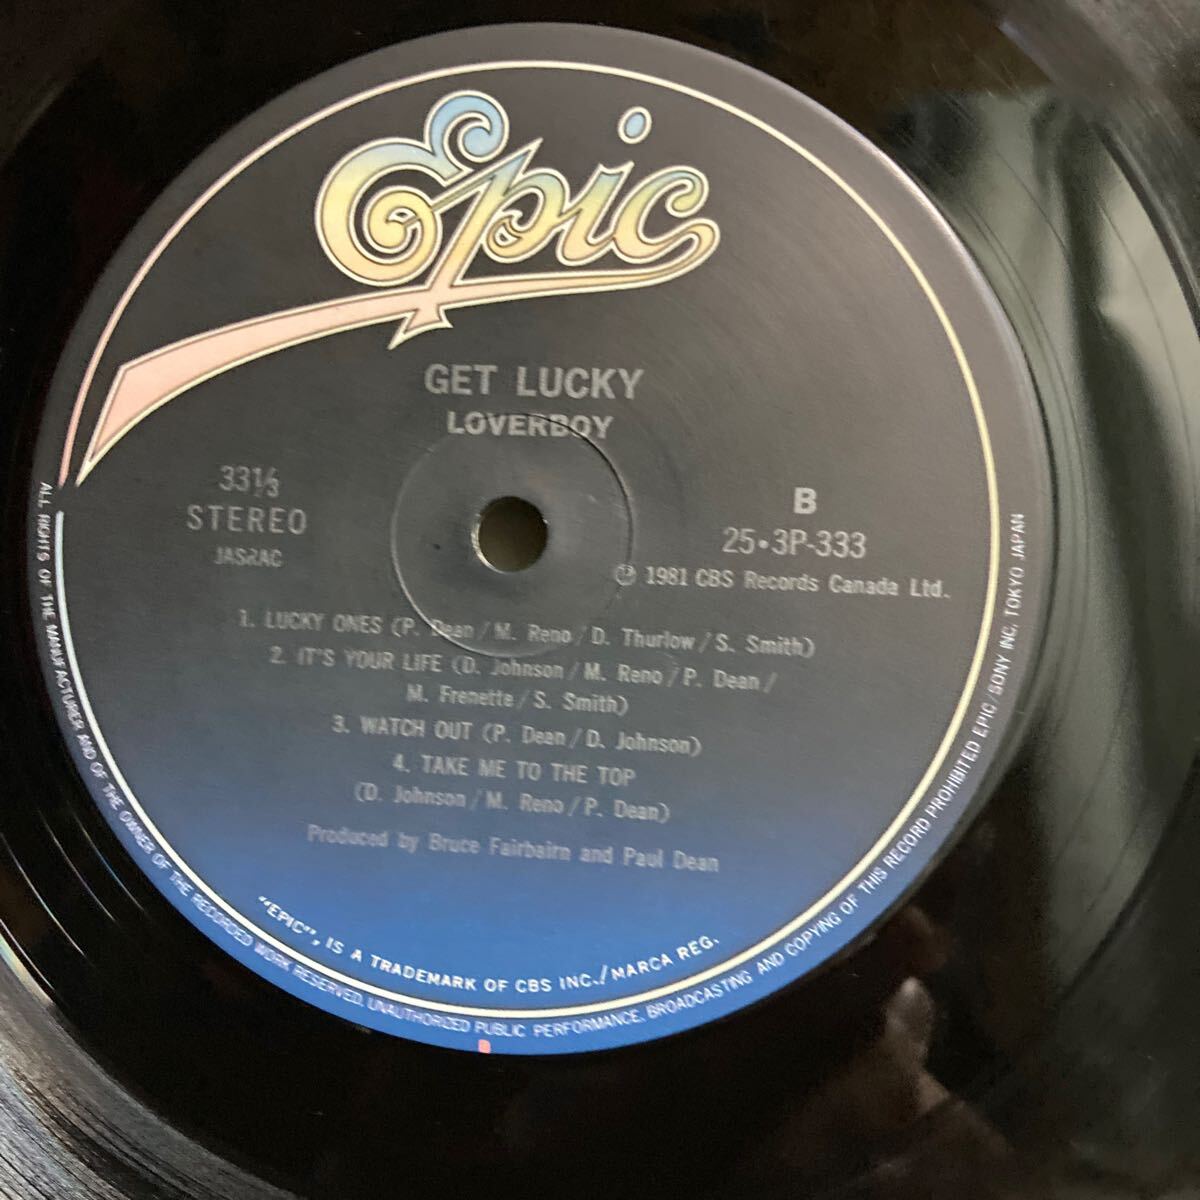 Epic
GET LUCKY
LOVERBOY
33⅓
STEREO
JASRAC
B
25•3P-333
Ⓟ 1981 CBS Records Canada Ltd.
1. LUCKY ONES (P. Dean/M. Reno/D. Thurlow/S. Smith)
2. IT'S YOUR LIFE (D. Johnson/M. Reno/P. Dean/
M. Frenette/S. Smith)
3. WATCH OUT (P. Dean/D. Johnson)
4. TAKE ME TO THE TOP
(D. Johnson/M. Reno/P. Dean)
Produced by Bruce Fairbairn and Paul Dean
"EPIC", IS A TRADEMARK OF CBS INC./MARCA REG.
ALL RIGHTS OF THE MANUFACTURER AND OF THE OWNER OF THE RECORDED WORK RESERVED. UNAUTHORIZED PUBLIC PERFORMANCE, BROADCASTING AND COPYING OF THIS RECORD PROHIBITED EPIC/SONY INC. TOKYO JAPAN